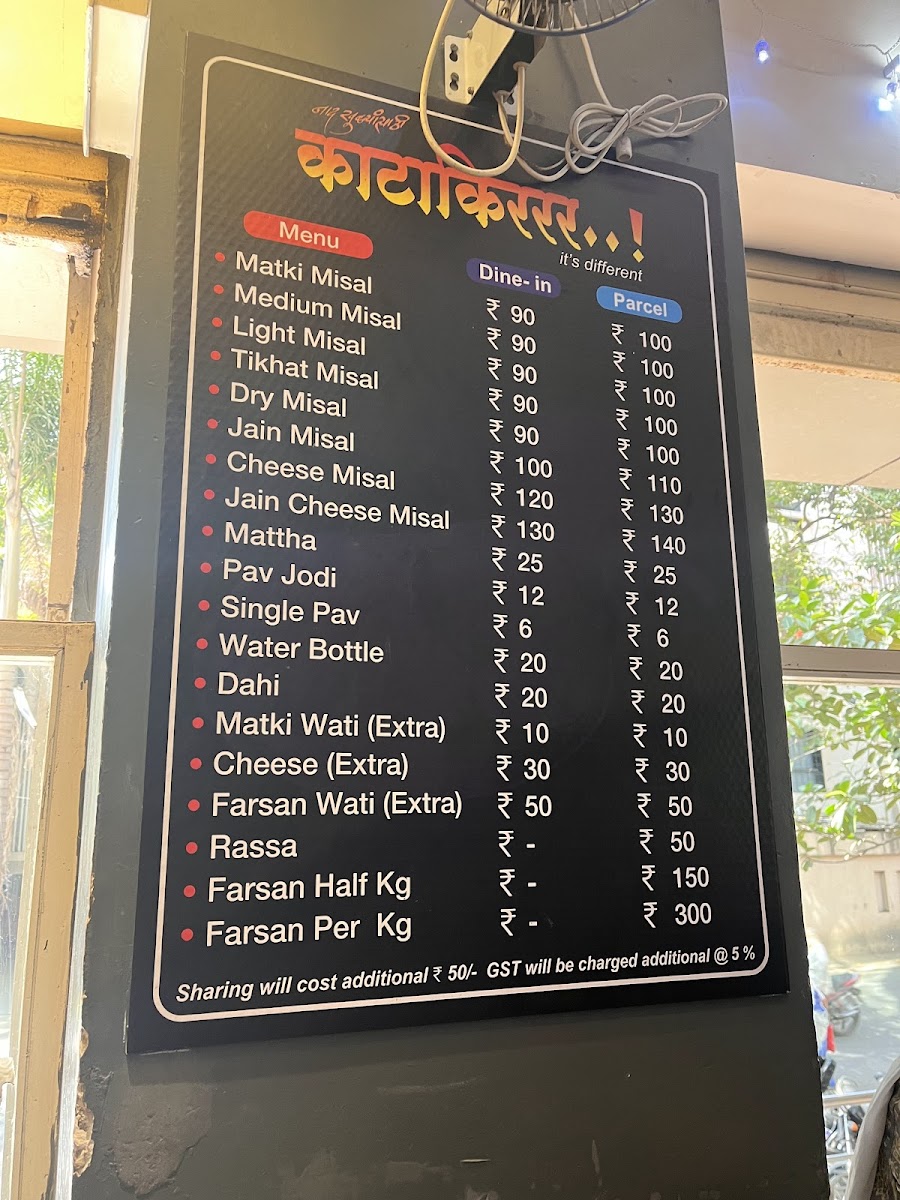 काटाकिररर..!
it's different
Menu Dine- in Parcel
Matki Misal ₹ 90 ₹ 100
Medium Misal ₹ 90 ₹ 100
Light Misal ₹ 90 ₹ 100
Tikhat Misal ₹ 90 ₹ 100
Dry Misal ₹ 90 ₹ 100
Jain Misal ₹ 100 ₹ 110
Cheese Misal ₹ 120 ₹ 130
Jain Cheese Misal ₹ 130 ₹ 140
Mattha ₹ 25 ₹ 25
Pav Jodi ₹ 12 ₹ 12
Single Pav ₹ 6 ₹ 6
Water Bottle ₹ 20 ₹ 20
Dahi ₹ 20 ₹ 20
Matki Wati (Extra) ₹ 10 ₹ 10
Cheese (Extra) ₹ 30 ₹ 30
Farsan Wati (Extra) ₹ 50 ₹ 50
Rassa ₹ - ₹ 50
Farsan Half Kg ₹ - ₹ 150
Farsan Per Kg ₹ - ₹ 300
Sharing will cost additional ₹ 50/- GST will be charged additional @ 5 %